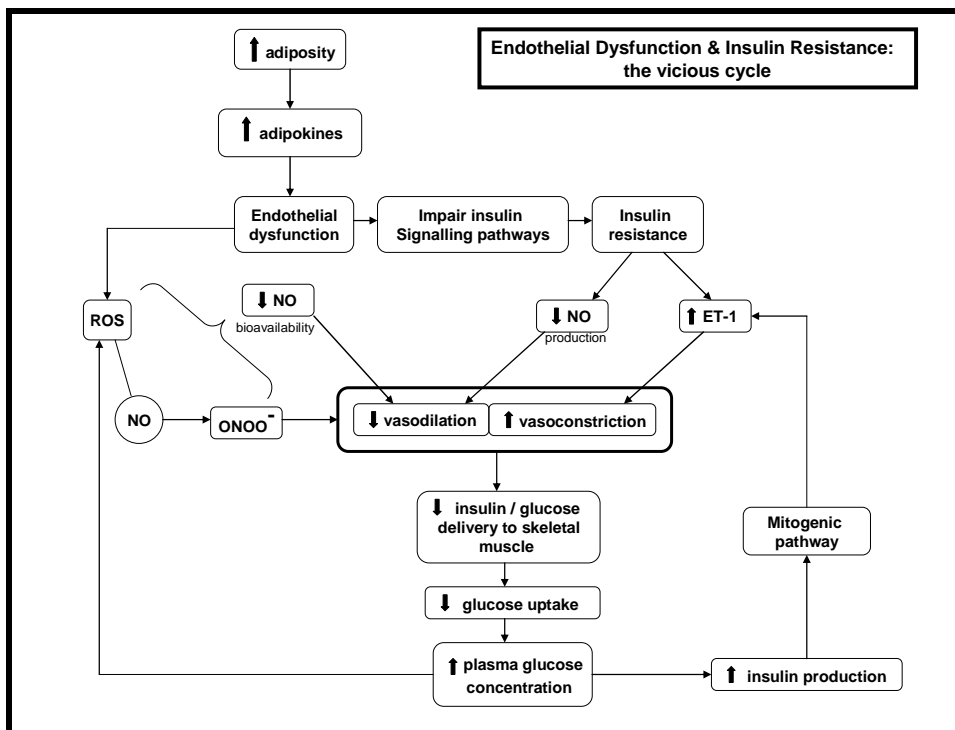 Endothelial Dysfunction & Insulin Resistance:
the vicious cycle
⬆ adiposity
⬆ adipokines
Endothelial
dysfunction
Impair insulin
Signalling pathways
Insulin
resistance
ROS
⬇ NO
bioavailability
⬇ NO
production
⬆ ET-1
NO
ONOO⁻
⬇ vasodilation
⬆ vasoconstriction
⬇ insulin / glucose
delivery to skeletal
muscle
Mitogenic
pathway
⬇ glucose uptake
⬆ plasma glucose
concentration
⬆ insulin production